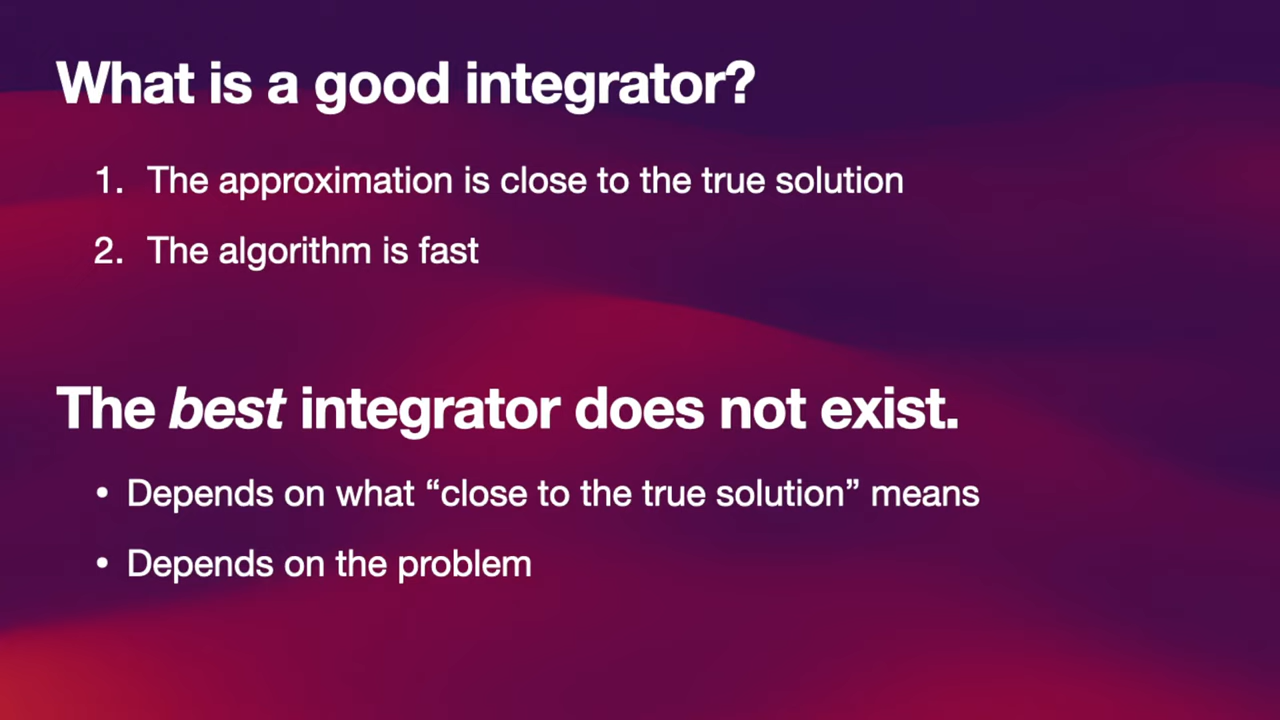 What is a good integrator?
1. The approximation is close to the true solution
2. The algorithm is fast
The best integrator does not exist.
• Depends on what “close to the true solution” means
• Depends on the problem